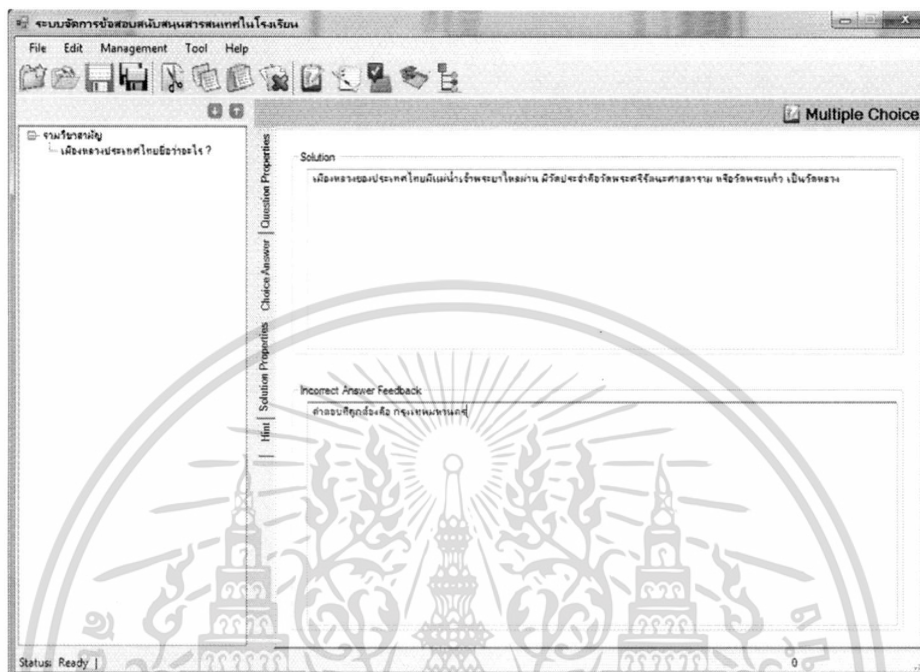 ระบบจัดการข้อสอบสนับสนุนสารสนเทศในโรงเรียน
File Edit Management Tool Help
Multiple Choice
รวมวิชาสามัญ
เมืองหลวงประเทศไทยชื่อว่าอะไร ?
Question Properties
Choice Answer
Solution Properties
Hint
Solution
เมืองหลวงของประเทศไทยมีแม่น้ำเจ้าพระยาไหลผ่าน มีวัดประจำคือวัดพระศรีรัตนะศาสดาราม หรือวัดพระแก้ว เป็นวัดหลวง
Incorrect Answer Feedback
คำตอบที่ถูกต้องคือ กรุงเทพมหานคร
Status: Ready
0